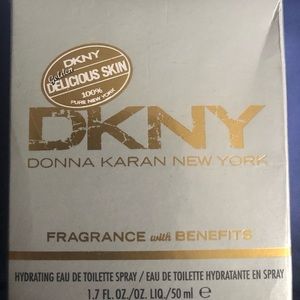 DKNY
Golden
DELICIOUS SKIN
100%
PURE NEW YORK
DKNY
DONNA KARAN NEW YORK
FRAGRANCE with BENEFITS
HYDRATING EAU DE TOILETTE SPRAY / EAU DE TOILETTE HYDRATANTE EN SPRAY
1.7 FL. OZ./OZ. LIQ./50 ml ℮